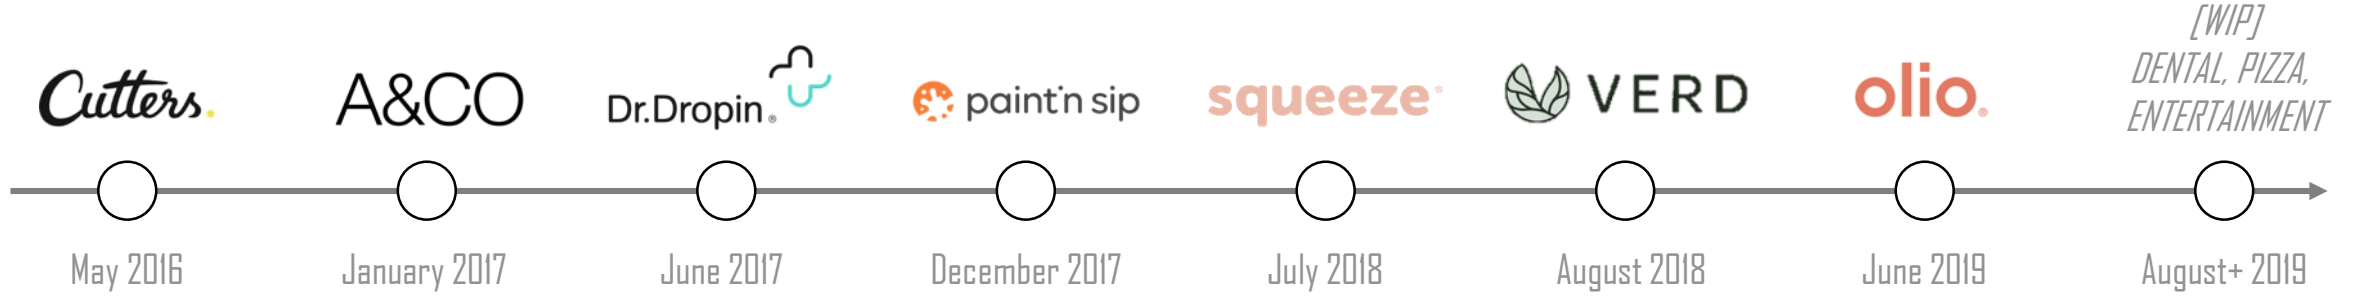 Cutters.
A&CO
Dr.Dropin®
paint'n sip
squeeze®
VERD
olio®
[WIP]
DENTAL, PIZZA,
ENTERTAINMENT
May 2016
January 2017
June 2017
December 2017
July 2018
August 2018
June 2019
August+ 2019